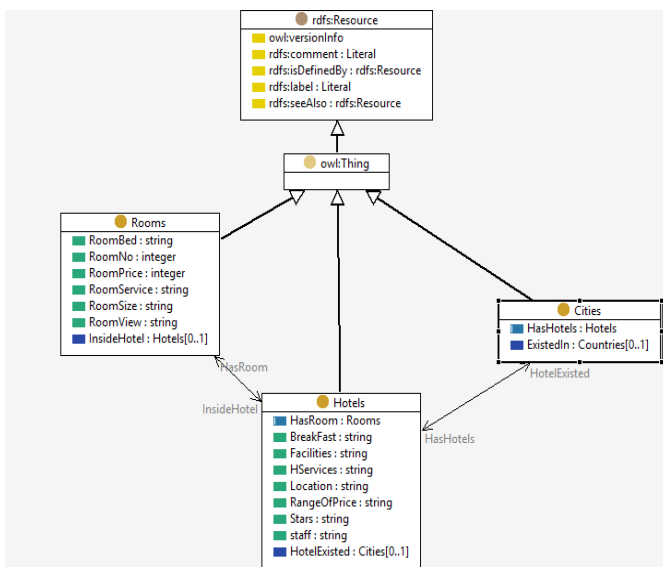 rdfs:Resource
owl:versionInfo
rdfs:comment : Literal
rdfs:isDefinedBy : rdfs:Resource
rdfs:label : Literal
rdfs:seeAlso : rdfs:Resource
owl:Thing
Rooms
RoomBed : string
RoomNo : integer
RoomPrice : integer
RoomService : string
RoomSize : string
RoomView : string
InsideHotel : Hotels[0..1]
Cities
HasHotels : Hotels
ExistedIn : Countries[0..1]
HasRoom
HotelExisted
InsideHotel
HasHotels
Hotels
HasRoom : Rooms
BreakFast : string
Facilities : string
HServices : string
Location : string
RangeOfPrice : string
Stars : string
staff : string
HotelExisted : Cities[0..1]